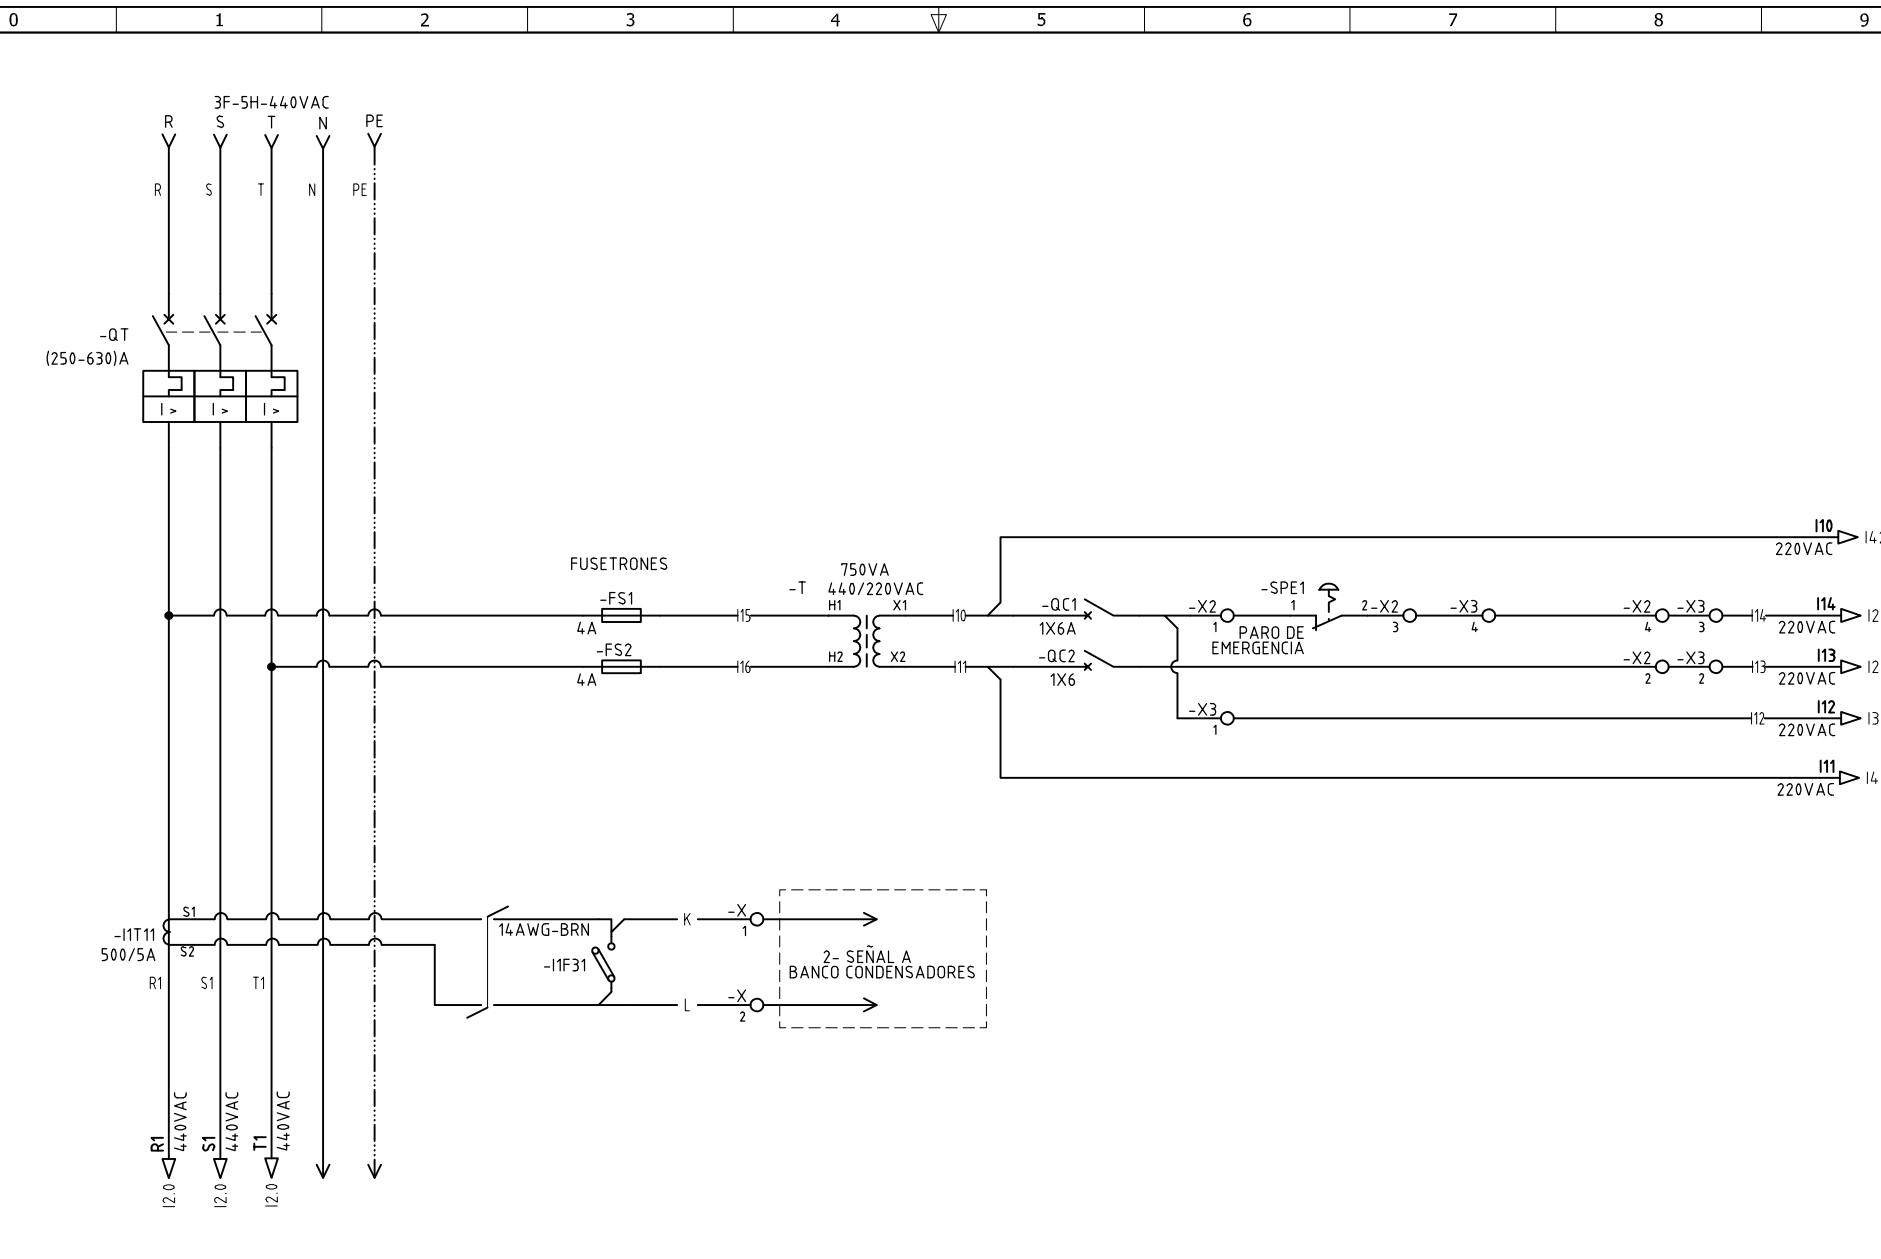 0 1 2 3 4 5 6 7 8 9
3F-5H-440VAC
R S T N PE
R S T N PE
-QT
(250-630)A
I > I > I >
I10
220VAC
FUSETRONES
750VA
-T 440/220VAC
-FS1
4A
H1 X1
I15 I10
-QC1
1X6A
-X2
1
-SPE1
1 2
PARO DE
EMERGENCIA
-X2
3
-X3
4
-X2
4
-X3
3
I14
I14
220VAC
I2
-FS2
4A
H2 X2
I16 I11
-QC2
1X6
-X2
2
-X3
2
I13
I13
220VAC
I2
-X3
1
I12
I12
220VAC
I3
I11
220VAC
I4
-I1T11
500/5A
S1
S2
14AWG-BRN
-I1F31
K
-X
1
L
-X
2
2- SEÑAL A
BANCO CONDENSADORES
R1 S1 T1
R1
440VAC
S1
440VAC
T1
440VAC
I2.0 I2.0 I2.0